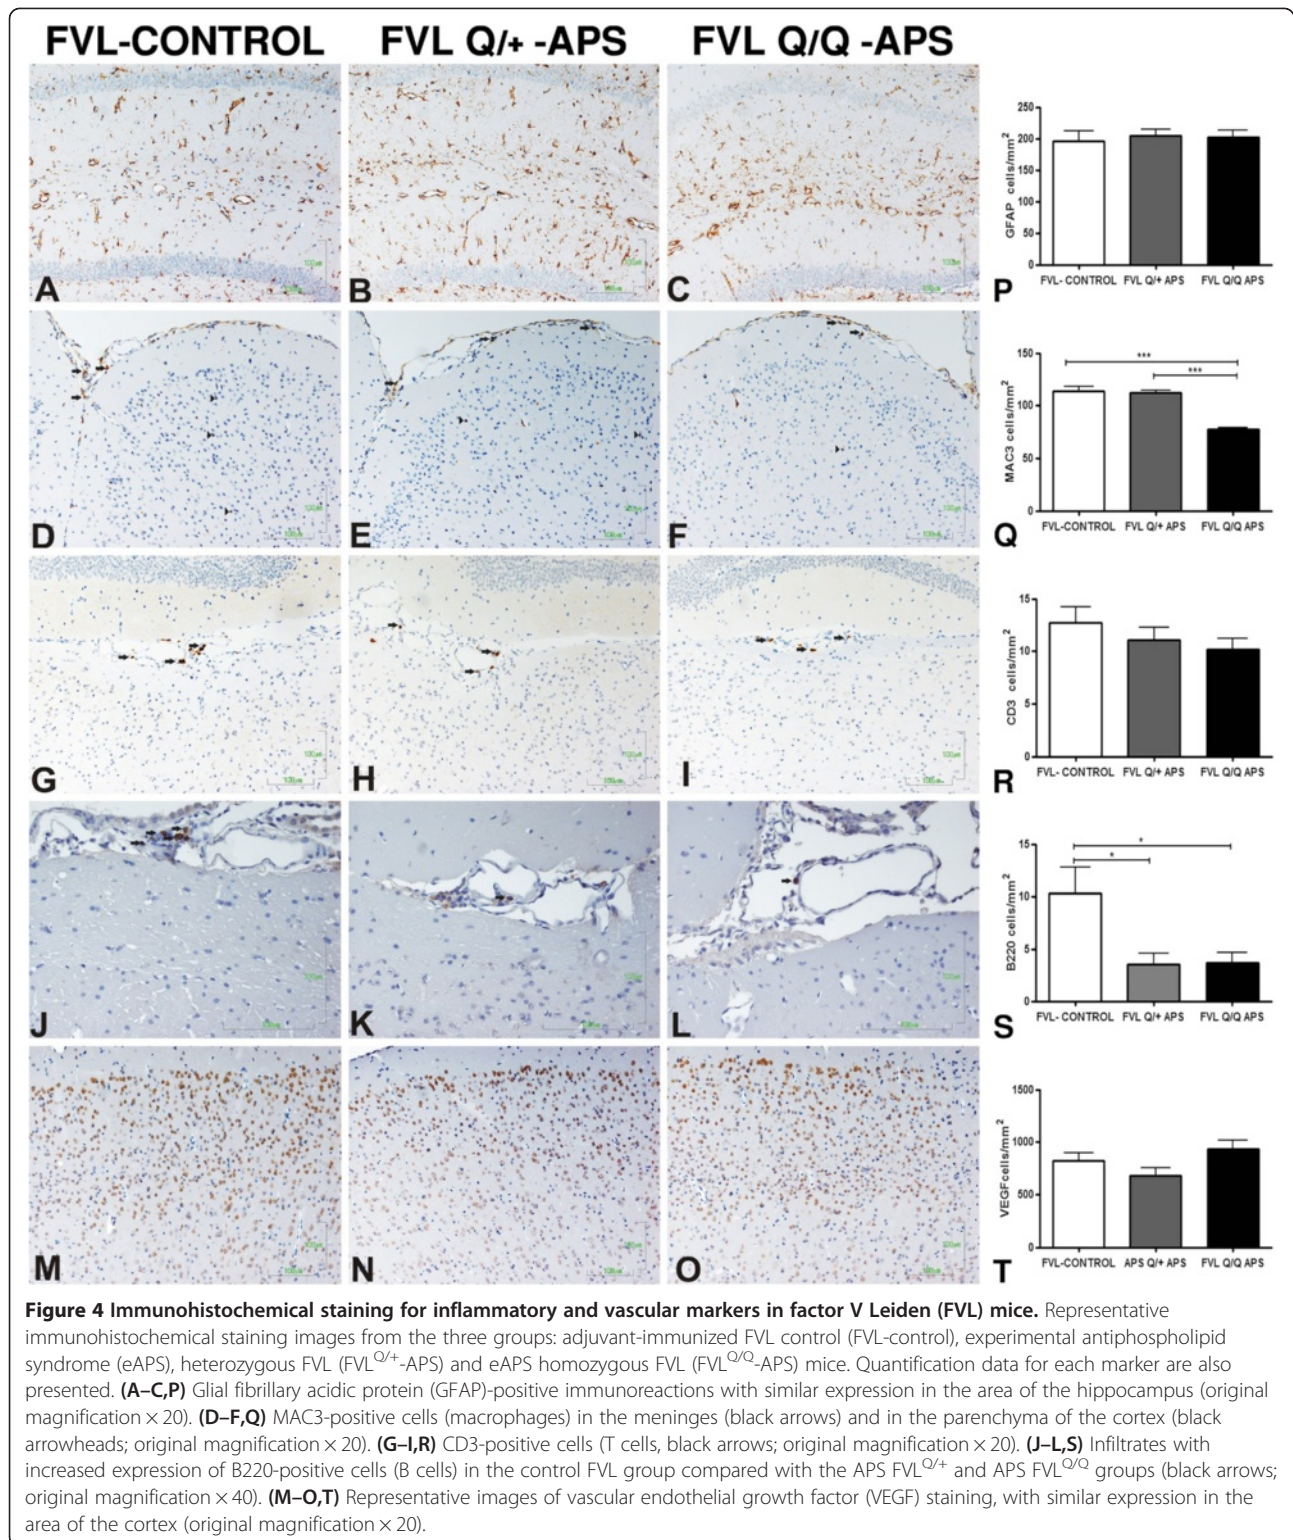 FVL-CONTROL FVL Q/+ -APS FVL Q/Q -APS
A B C
GFAP cells/mm²
250
200
150
100
50
0
FVL- CONTROL FVL Q/+ APS FVL Q/Q APS
P
D E F
MAC3 cells/mm²
150
100
50
0
*** ***
FVL-CONTROL FVL Q/+ APS FVL Q/Q APS
Q
G H I
CD3 cells/mm²
15
10
5
0
FVL- CONTROL FVL Q/+ APS FVL Q/Q APS
R
J K L
B220 cells/mm²
15
10
5
0
* *
FVL- CONTROL FVL Q/+ APS FVL Q/Q APS
S
M N O
VEGFcells/mm²
1500
1000
500
0
FVL-CONTROL APS Q/+ APS FVL Q/Q APS
T
Figure 4 Immunohistochemical staining for inflammatory and vascular markers in factor V Leiden (FVL) mice. Representative
immunohistochemical staining images from the three groups: adjuvant-immunized FVL control (FVL-control), experimental antiphospholipid
syndrome (eAPS), heterozygous FVL (FVL^Q/+-APS) and eAPS homozygous FVL (FVL^Q/Q-APS) mice. Quantification data for each marker are also
presented. (A–C,P) Glial fibrillary acidic protein (GFAP)-positive immunoreactions with similar expression in the area of the hippocampus (original
magnification × 20). (D–F,Q) MAC3-positive cells (macrophages) in the meninges (black arrows) and in the parenchyma of the cortex (black
arrowheads; original magnification × 20). (G–I,R) CD3-positive cells (T cells, black arrows; original magnification × 20). (J–L,S) Infiltrates with
increased expression of B220-positive cells (B cells) in the control FVL group compared with the APS FVL^Q/+ and APS FVL^Q/Q groups (black arrows;
original magnification × 40). (M–O,T) Representative images of vascular endothelial growth factor (VEGF) staining, with similar expression in the
area of the cortex (original magnification × 20).